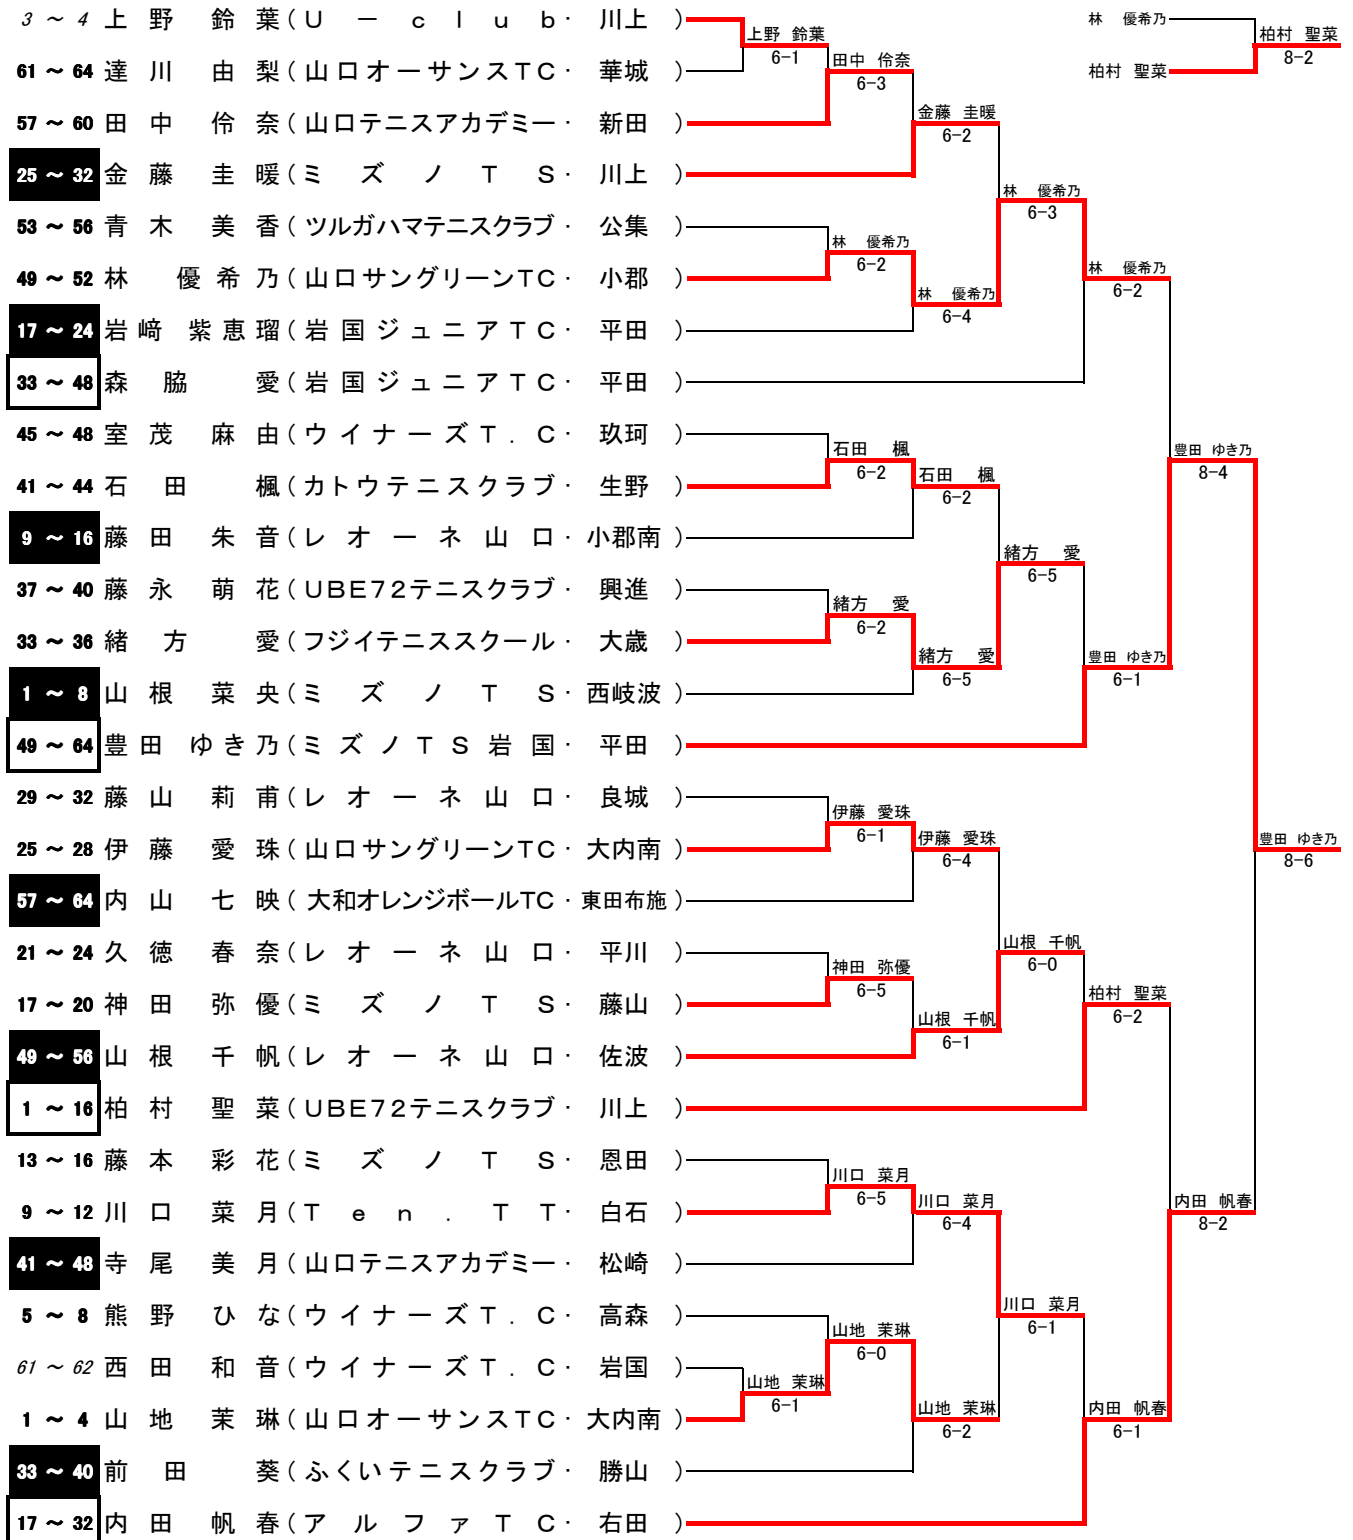 3 ～ 4 上野 鈴葉 (U－club・川上)
61 ～ 64 達川 由梨 (山口オーサンスTC・華城)
57 ～ 60 田中 伶奈 (山口テニスアカデミー・新田)
25 ～ 32 金藤 圭暖 (ミズノTS・川上)
53 ～ 56 青木 美香 (ツルガハマテニスクラブ・公集)
49 ～ 52 林 優希乃 (山口サングリーンTC・小郡)
17 ～ 24 岩﨑 紫恵瑠 (岩国ジュニアTC・平田)
33 ～ 48 森脇 愛 (岩国ジュニアTC・平田)
45 ～ 48 室茂 麻由 (ウイナーズT.C・玖珂)
41 ～ 44 石田 楓 (カトウテニスクラブ・生野)
9 ～ 16 藤田 朱音 (レオーネ山口・小郡南)
37 ～ 40 藤永 萌花 (UBE72テニスクラブ・興進)
33 ～ 36 緒方 愛 (フジイテニススクール・大歳)
1 ～ 8 山根 菜央 (ミズノTS・西岐波)
49 ～ 64 豊田 ゆき乃 (ミズノTS岩国・平田)
29 ～ 32 藤山 莉甫 (レオーネ山口・良城)
25 ～ 28 伊藤 愛珠 (山口サングリーンTC・大内南)
57 ～ 64 内山 七映 (大和オレンジボールTC・東田布施)
21 ～ 24 久徳 春奈 (レオーネ山口・平川)
17 ～ 20 神田 弥優 (ミズノTS・藤山)
49 ～ 56 山根 千帆 (レオーネ山口・佐波)
1 ～ 16 柏村 聖菜 (UBE72テニスクラブ・川上)
13 ～ 16 藤本 彩花 (ミズノTS・恩田)
9 ～ 12 川口 菜月 (Ten.TT・白石)
41 ～ 48 寺尾 美月 (山口テニスアカデミー・松崎)
5 ～ 8 熊野 ひな (ウイナーズT.C・高森)
61 ～ 62 西田 和音 (ウイナーズT.C・岩国)
1 ～ 4 山地 茉琳 (山口オーサンスTC・大内南)
33 ～ 40 前田 葵 (ふくいテニスクラブ・勝山)
17 ～ 32 内田 帆春 (アルファTC・右田)
上野 鈴葉
6-1
山地 茉琳
6-1
田中 伶奈
6-3
林 優希乃
6-2
石田 楓
6-2
緒方 愛
6-2
伊藤 愛珠
6-1
神田 弥優
6-5
川口 菜月
6-5
山地 茉琳
6-0
金藤 圭暖
6-2
林 優希乃
6-4
石田 楓
6-2
緒方 愛
6-5
伊藤 愛珠
6-4
山根 千帆
6-1
川口 菜月
6-4
山地 茉琳
6-2
林 優希乃
6-3
緒方 愛
6-5
山根 千帆
6-0
川口 菜月
6-1
林 優希乃
6-2
豊田 ゆき乃
6-1
柏村 聖菜
6-2
内田 帆春
6-1
豊田 ゆき乃
8-4
内田 帆春
8-2
豊田 ゆき乃
8-6
林 優希乃
柏村 聖菜
柏村 聖菜
8-2